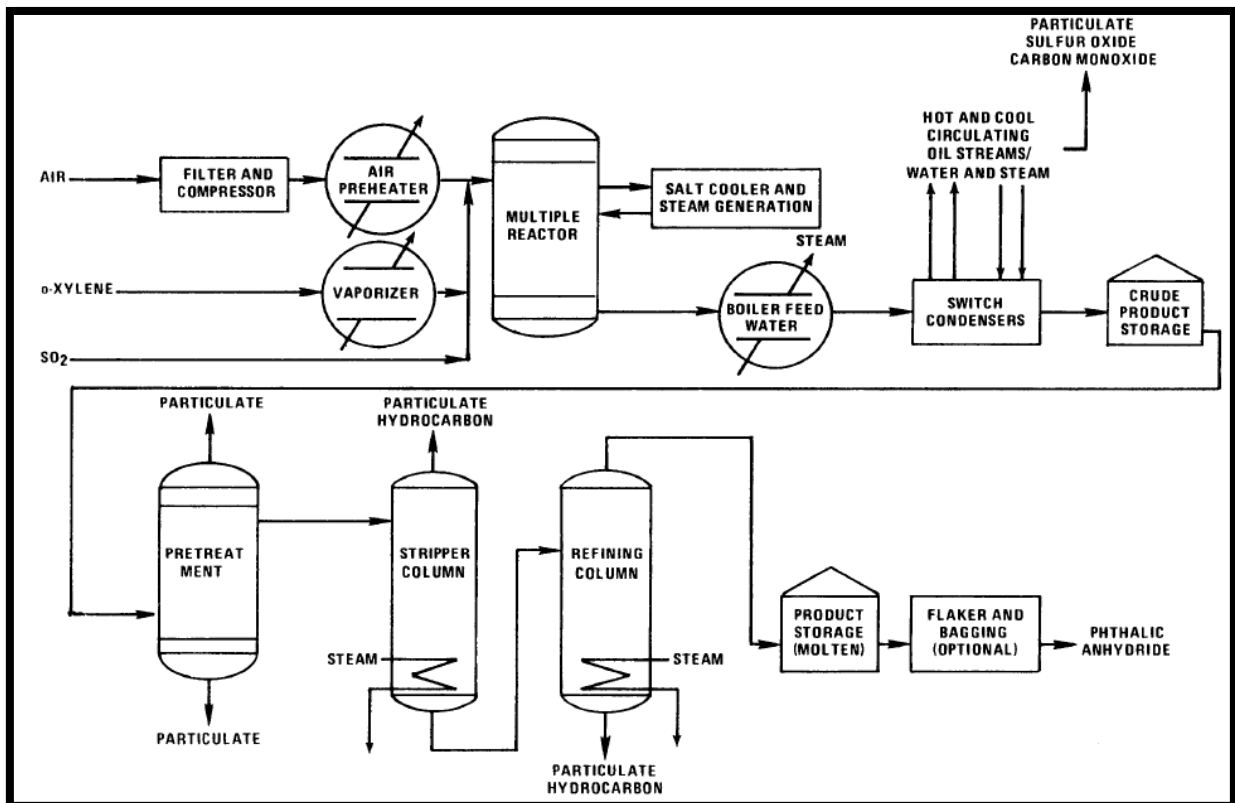 PARTICULATE
SULFUR OXIDE
CARBON MONOXIDE
HOT AND COOL
CIRCULATING
OIL STREAMS/
WATER AND STEAM
AIR
FILTER AND
COMPRESSOR
AIR
PREHEATER
MULTIPLE
REACTOR
SALT COOLER AND
STEAM GENERATION
STEAM
o-XYLENE
VAPORIZER
BOILER FEED
WATER
SWITCH
CONDENSERS
CRUDE
PRODUCT
STORAGE
SO2
PARTICULATE
PARTICULATE
HYDROCARBON
PRETREAT
MENT
STRIPPER
COLUMN
REFINING
COLUMN
STEAM
STEAM
PRODUCT
STORAGE
(MOLTEN)
FLAKER AND
BAGGING
(OPTIONAL)
PHTHALIC
ANHYDRIDE
PARTICULATE
PARTICULATE
HYDROCARBON